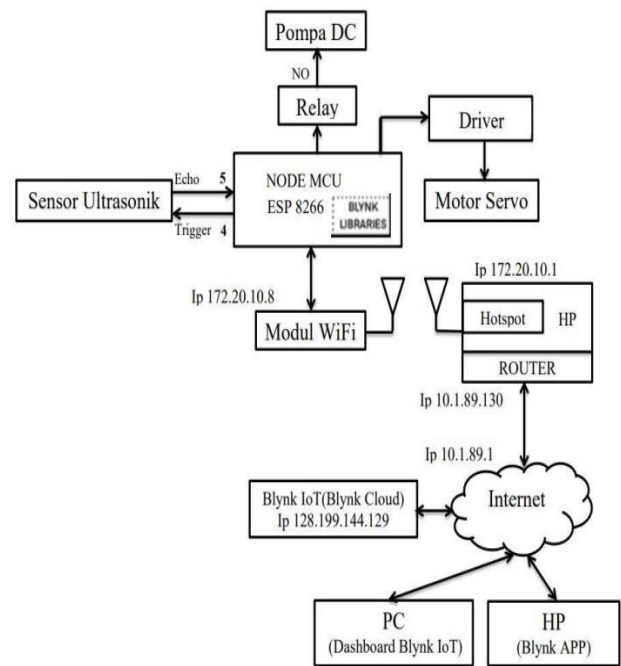 Pompa DC
NO
Relay
Driver
Echo 5
Sensor Ultrasonik
Trigger 4
NODE MCU
ESP 8266
BLYNK
LIBRARIES
Motor Servo
Ip 172.20.10.8
Modul WiFi
Ip 172.20.10.1
Hotspot
HP
ROUTER
Ip 10.1.89.130
Ip 10.1.89.1
Internet
Blynk IoT(Blynk Cloud)
Ip 128.199.144.129
PC
(Dashboard Blynk IoT)
HP
(Blynk APP)